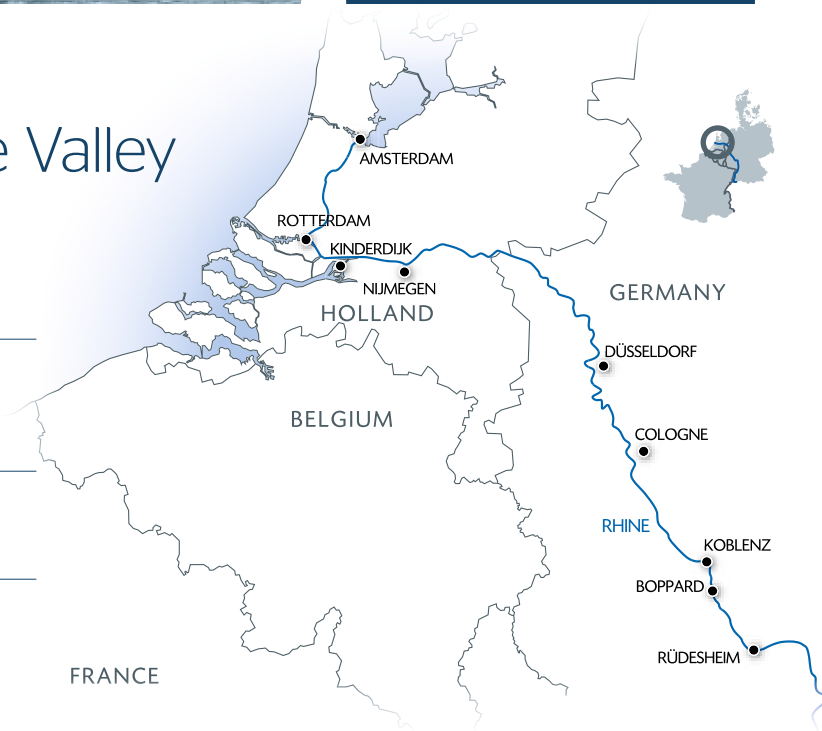 e Valley
AMSTERDAM
ROTTERDAM
KINDERDIJK
NIJMEGEN
HOLLAND
GERMANY
DÜSSELDORF
BELGIUM
COLOGNE
RHINE
KOBLENZ
BOPPARD
RÜDESHEIM
FRANCE